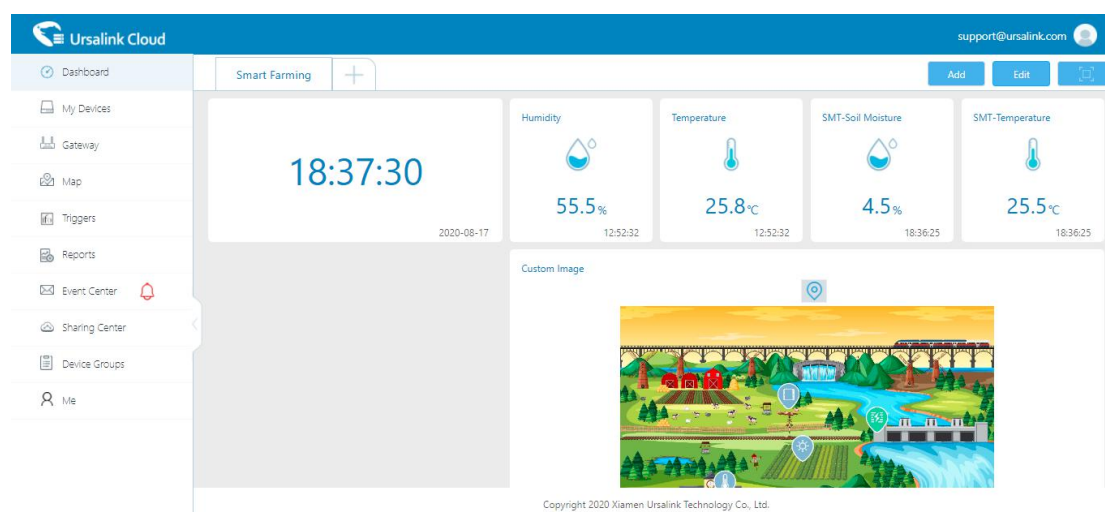 Ursalink Cloud
support@ursalink.com
Dashboard
My Devices
Gateway
Map
Triggers
Reports
Event Center
Sharing Center
Device Groups
Me
Smart Farming
Add
Edit
18:37:30
2020-08-17
Humidity
55.5%
12:52:32
Temperature
25.8℃
12:52:32
SMT-Soil Moisture
4.5%
18:36:25
SMT-Temperature
25.5℃
18:36:25
Custom Image
Copyright 2020 Xiamen Ursalink Technology Co., Ltd.